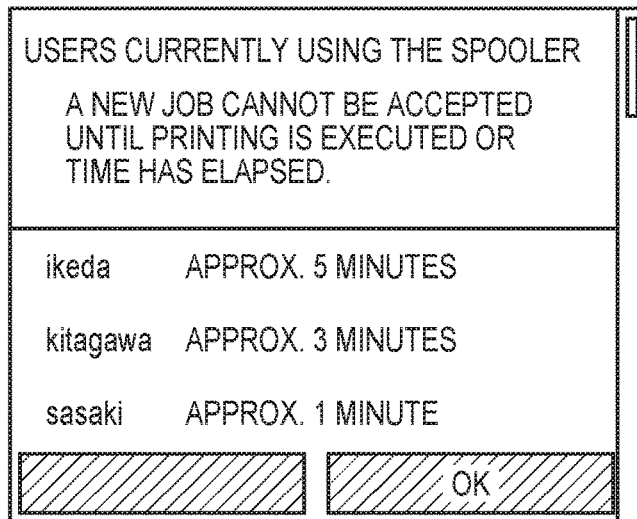 USERS CURRENTLY USING THE SPOOLER
A NEW JOB CANNOT BE ACCEPTED
UNTIL PRINTING IS EXECUTED OR
TIME HAS ELAPSED.
ikeda APPROX. 5 MINUTES
kitagawa APPROX. 3 MINUTES
sasaki APPROX. 1 MINUTE
OK